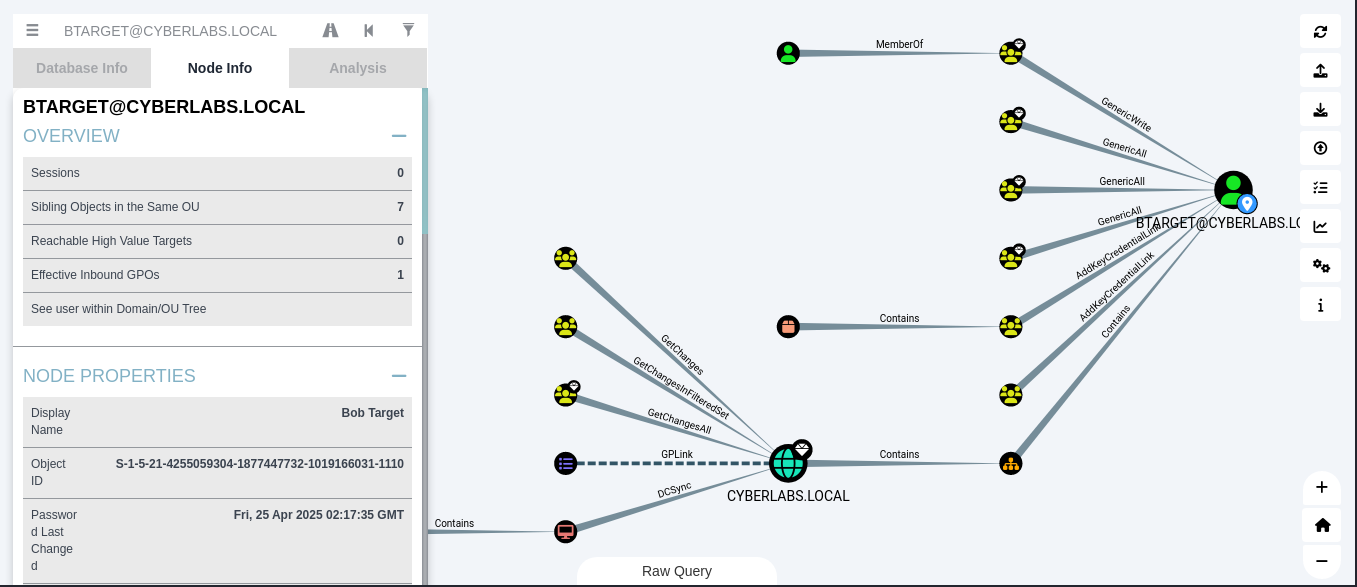 BTARGET@CYBERLABS.LOCAL
Database Info
Node Info
Analysis
BTARGET@CYBERLABS.LOCAL
OVERVIEW
Sessions 0
Sibling Objects in the Same OU 7
Reachable High Value Targets 0
Effective Inbound GPOs 1
See user within Domain/OU Tree
NODE PROPERTIES
Display
Name
Bob Target
Object
ID
S-1-5-21-4255059304-1877447732-1019166031-1110
Passwor
d Last
Change
d
Fri, 25 Apr 2025 02:17:35 GMT
MemberOf
GenericWrite
GenericAll
GenericAll
GenericAll
AddKeyCredentialLink
AddKeyCredentialLink
Contains
BTARGET@CYBERLABS.LO
Contains
GetChanges
GetChangesInFilteredSet
GetChangesAll
GPLink
DCSync
Contains
Contains
CYBERLABS.LOCAL
Raw Query